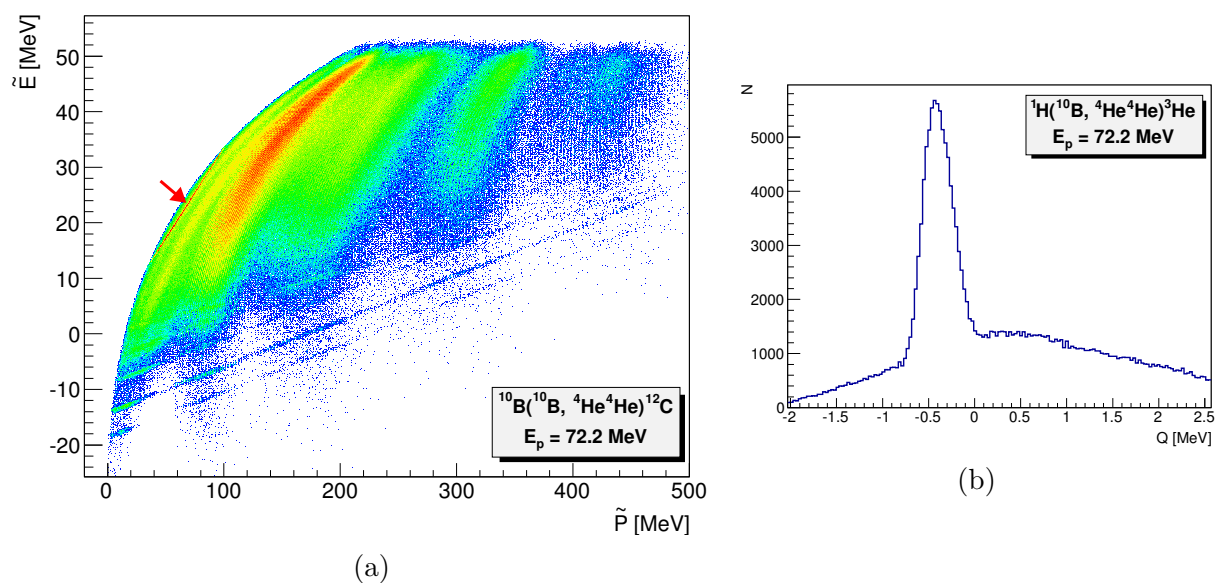 Ẽ [MeV]
50
40
30
20
10
0
-10
-20
¹⁰B(¹⁰B, ⁴He⁴He)¹²C
Eₚ = 72.2 MeV
0 100 200 300 400 500
P̃ [MeV]
(a)
N
5000
4000
3000
2000
1000
0
¹H(¹⁰B, ⁴He⁴He)³He
Eₚ = 72.2 MeV
-2 -1.5 -1 -0.5 0 0.5 1 1.5 2 2.5
Q [MeV]
(b)